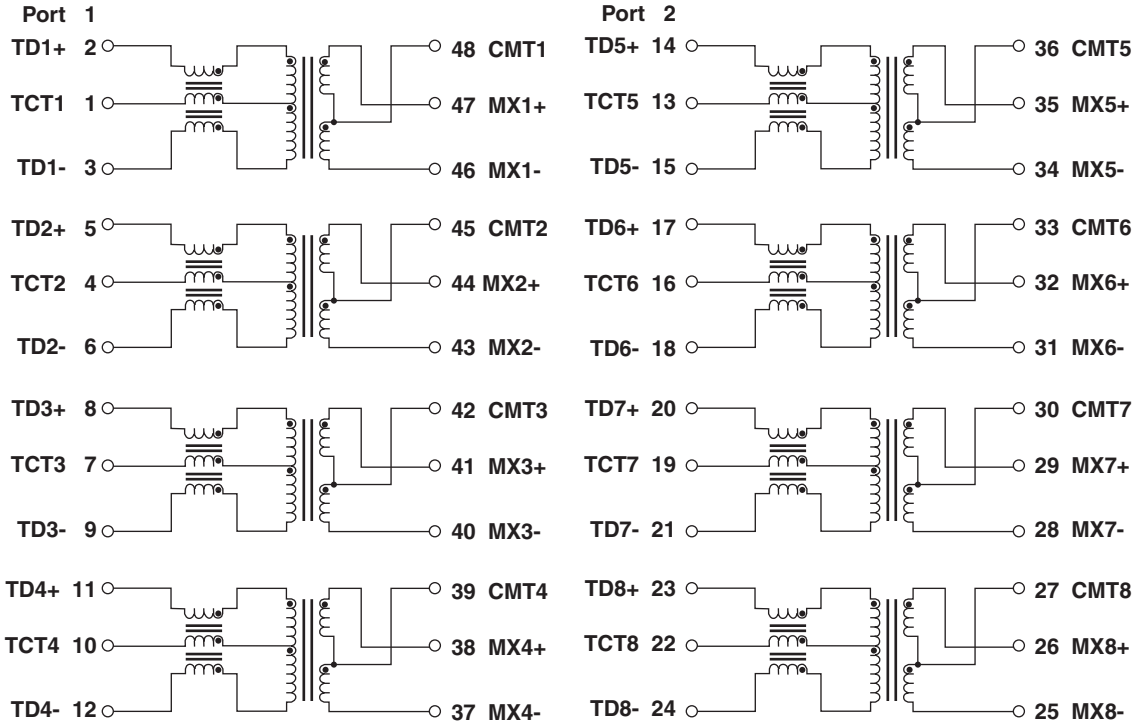 Port 1
TD1+ 2
48 CMT1
TCT1 1
47 MX1+
TD1- 3
46 MX1-
TD2+ 5
45 CMT2
TCT2 4
44 MX2+
TD2- 6
43 MX2-
TD3+ 8
42 CMT3
TCT3 7
41 MX3+
TD3- 9
40 MX3-
TD4+ 11
39 CMT4
TCT4 10
38 MX4+
TD4- 12
37 MX4-
Port 2
TD5+ 14
36 CMT5
TCT5 13
35 MX5+
TD5- 15
34 MX5-
TD6+ 17
33 CMT6
TCT6 16
32 MX6+
TD6- 18
31 MX6-
TD7+ 20
30 CMT7
TCT7 19
29 MX7+
TD7- 21
28 MX7-
TD8+ 23
27 CMT8
TCT8 22
26 MX8+
TD8- 24
25 MX8-